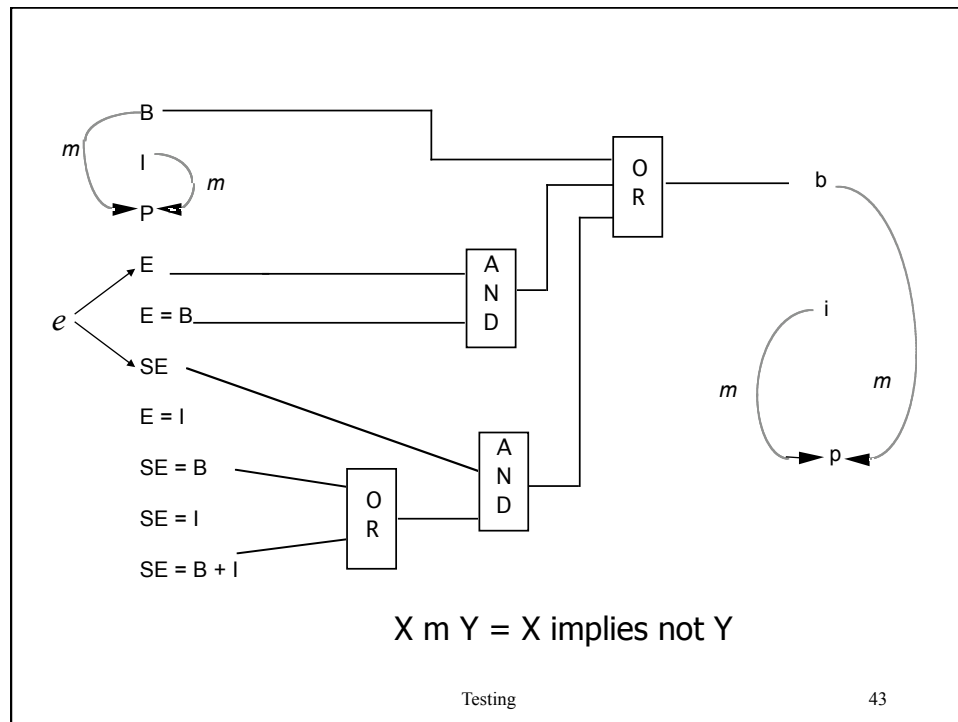 B
m
I
m
P
E
E = B
e
SE
E = I
SE = B
SE = I
SE = B + I
A
N
D
O
R
A
N
D
O
R
b
i
m
m
p
X m Y = X implies not Y
Testing
43